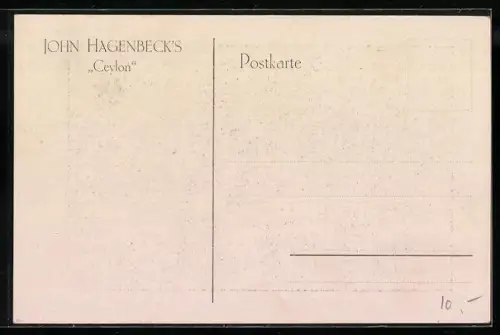 JOHN HAGENBECK'S
„Ceylon“
Postkarte
10,-